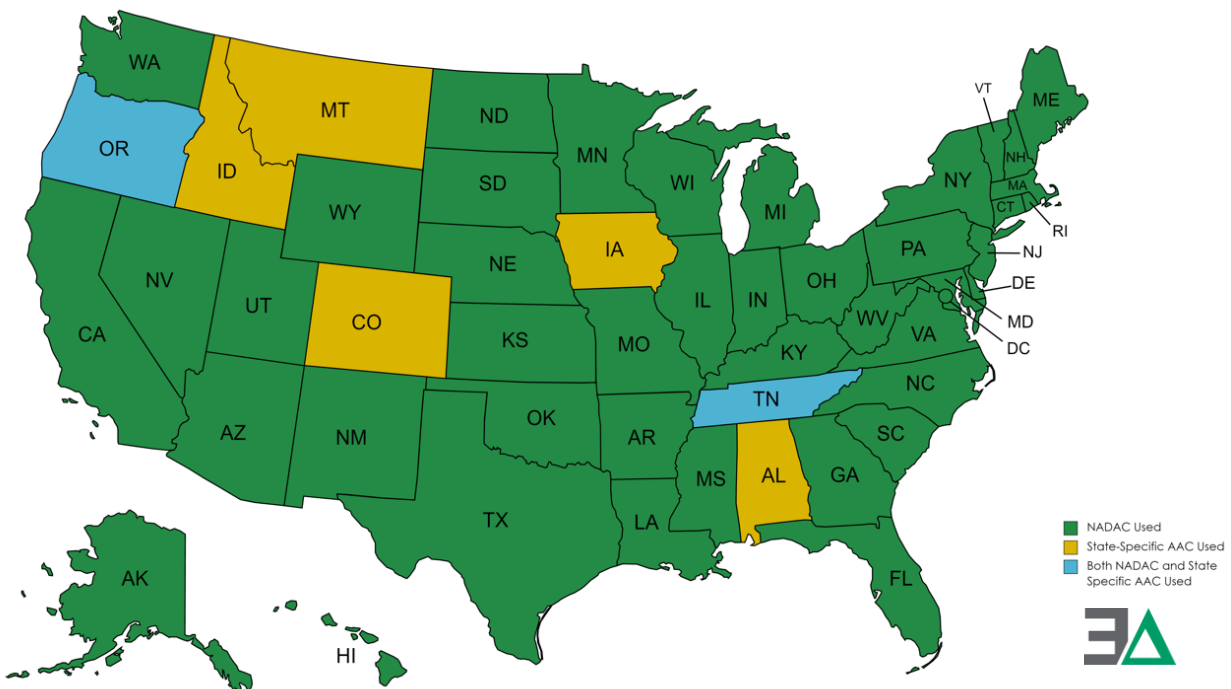 WA
OR
ID
MT
ND
MN
WI
MI
NY
VT
NH
ME
MA
CT
RI
NJ
DE
MD
DC
PA
OH
IN
IL
IA
SD
WY
NE
NV
UT
CO
KS
MO
KY
WV
VA
CA
AZ
NM
OK
AR
TN
NC
SC
TX
LA
MS
AL
GA
FL
AK
HI
NADAC Used
State-Specific AAC Used
Both NADAC and State
Specific AAC Used